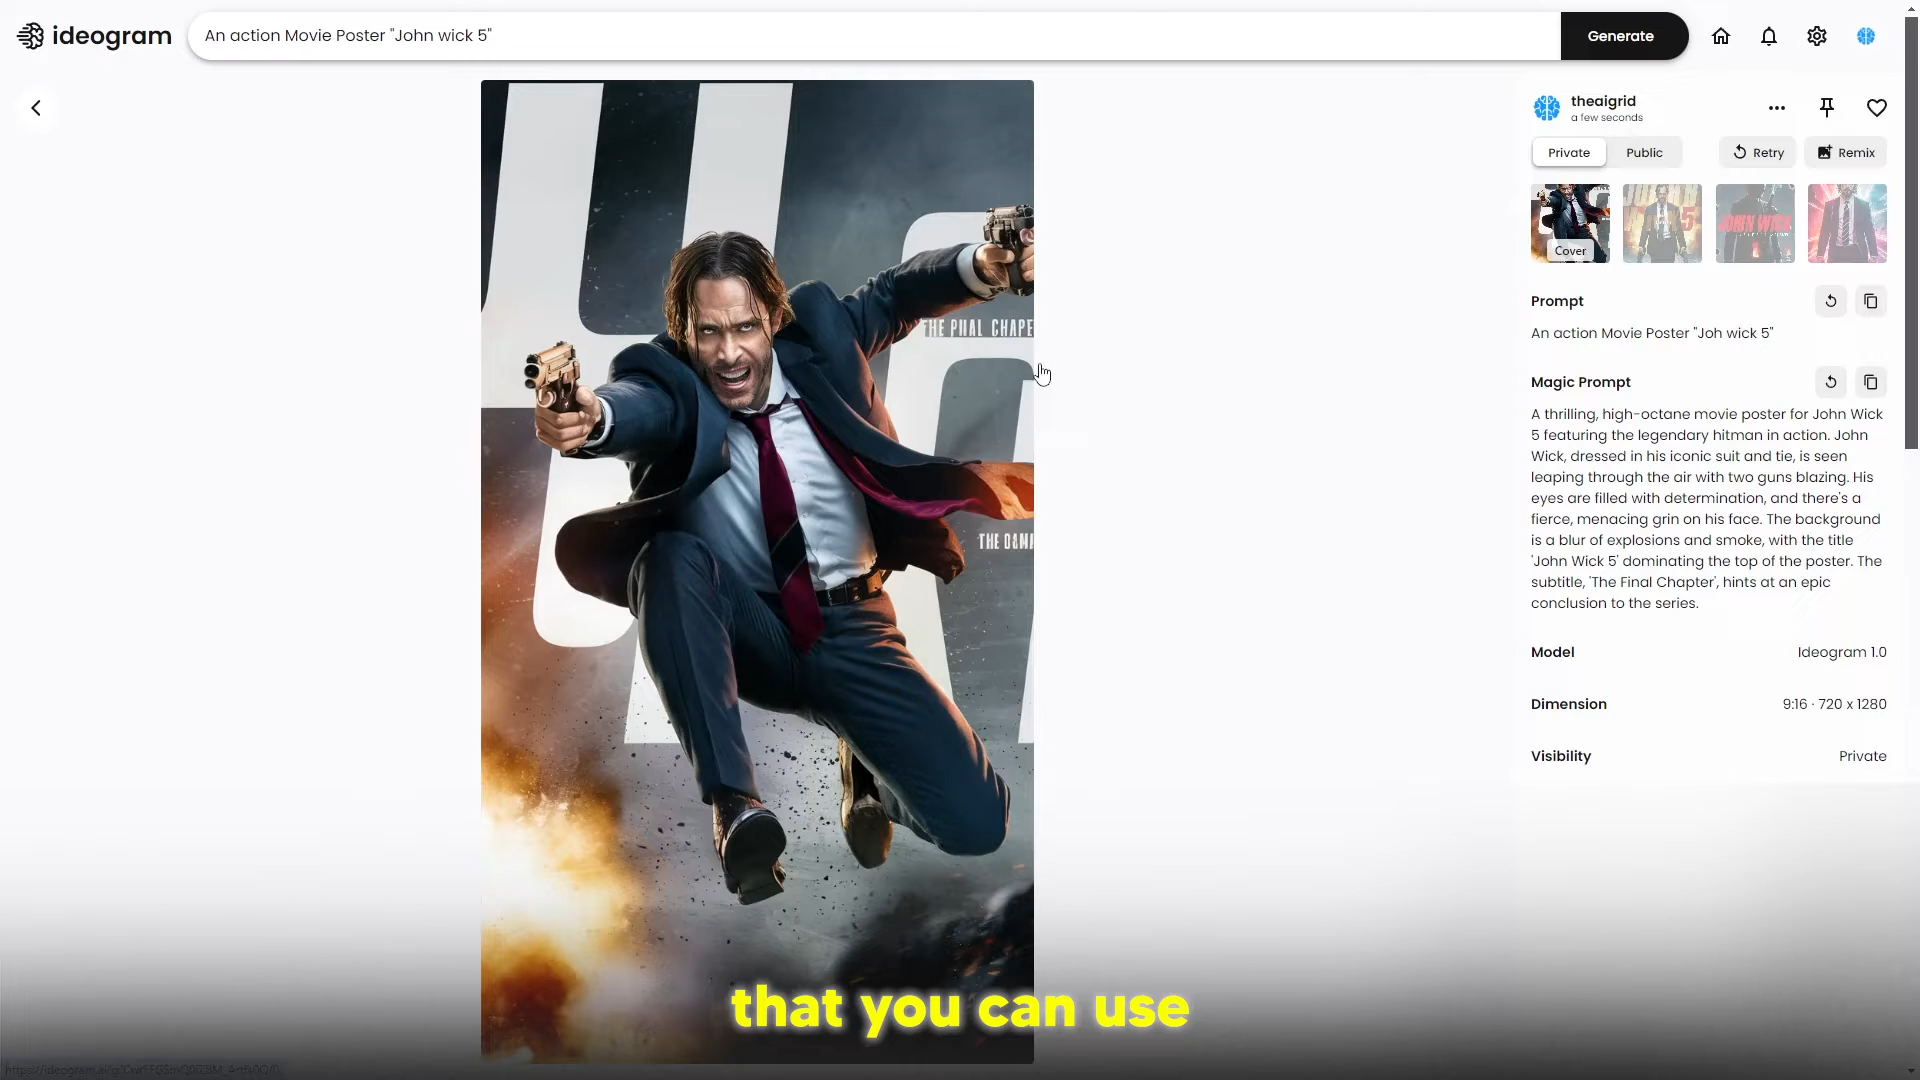 ideogram
An action Movie Poster "John wick 5"
Generate
theaigrid
a few seconds
Private
Public
Retry
Remix
Cover
JOHN WICK
Prompt
An action Movie Poster "Joh wick 5"
Magic Prompt
A thrilling, high-octane movie poster for John Wick
5 featuring the legendary hitman in action. John
Wick, dressed in his iconic suit and tie, is seen
leaping through the air with two guns blazing. His
eyes are filled with determination, and there's a
fierce, menacing grin on his face. The background
is a blur of explosions and smoke, with the title
'John Wick 5' dominating the top of the poster. The
subtitle, 'The Final Chapter', hints at an epic
conclusion to the series.
Model
Ideogram 1.0
Dimension
9:16 · 720 x 1280
Visibility
Private
THE PHAL CHAPE
THE DAMA
that you can use